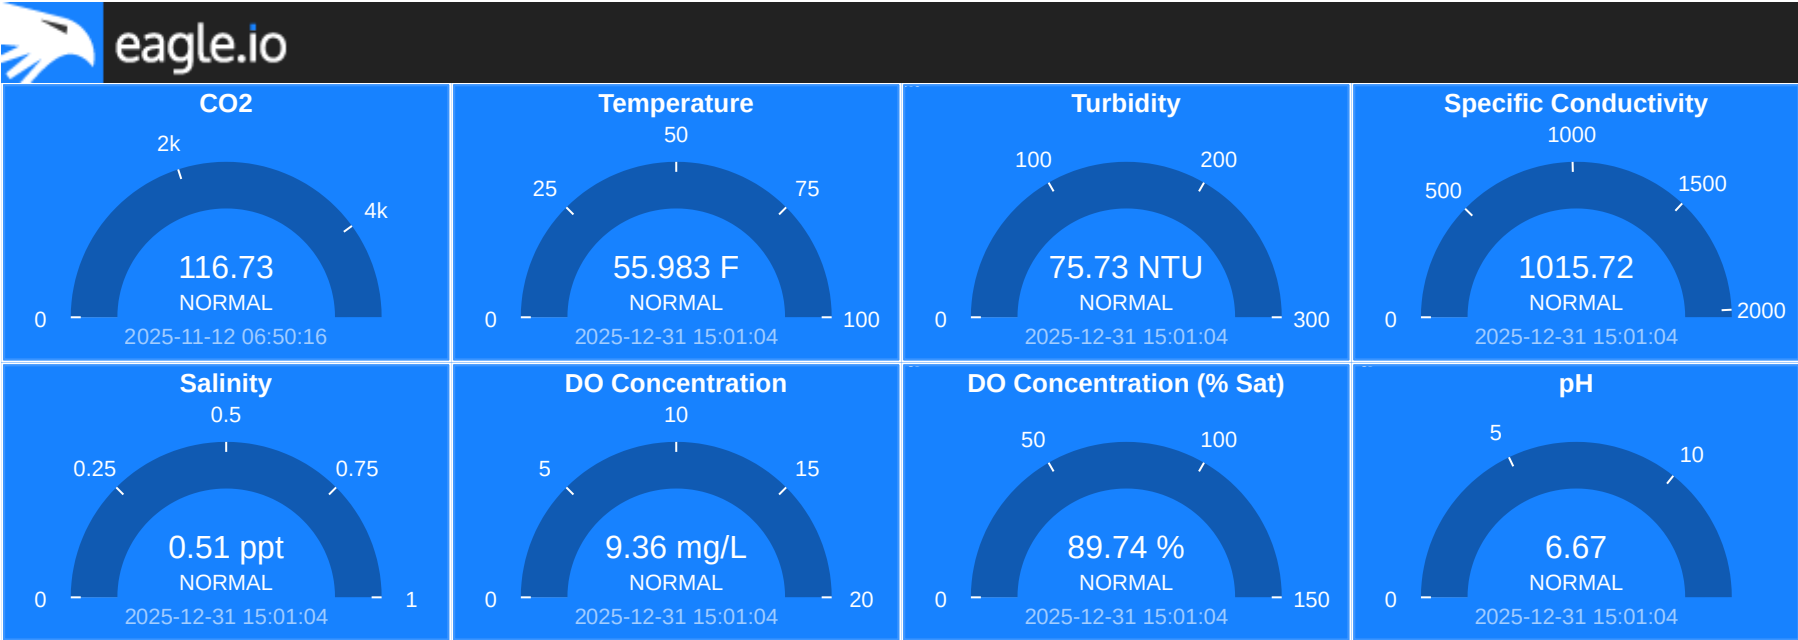 eagle.io
CO2
2k
4k
116.73
NORMAL
0
2025-11-12 06:50:16
Temperature
50
25
75
55.983 F
NORMAL
0
100
2025-12-31 15:01:04
Turbidity
100
200
75.73 NTU
NORMAL
0
300
2025-12-31 15:01:04
Specific Conductivity
1000
500
1500
1015.72
NORMAL
0
2000
2025-12-31 15:01:04
Salinity
0.5
0.25
0.75
0.51 ppt
NORMAL
0
1
2025-12-31 15:01:04
DO Concentration
10
5
15
9.36 mg/L
NORMAL
0
20
2025-12-31 15:01:04
DO Concentration (% Sat)
50
100
89.74 %
NORMAL
0
150
2025-12-31 15:01:04
pH
5
10
6.67
NORMAL
0
2025-12-31 15:01:04